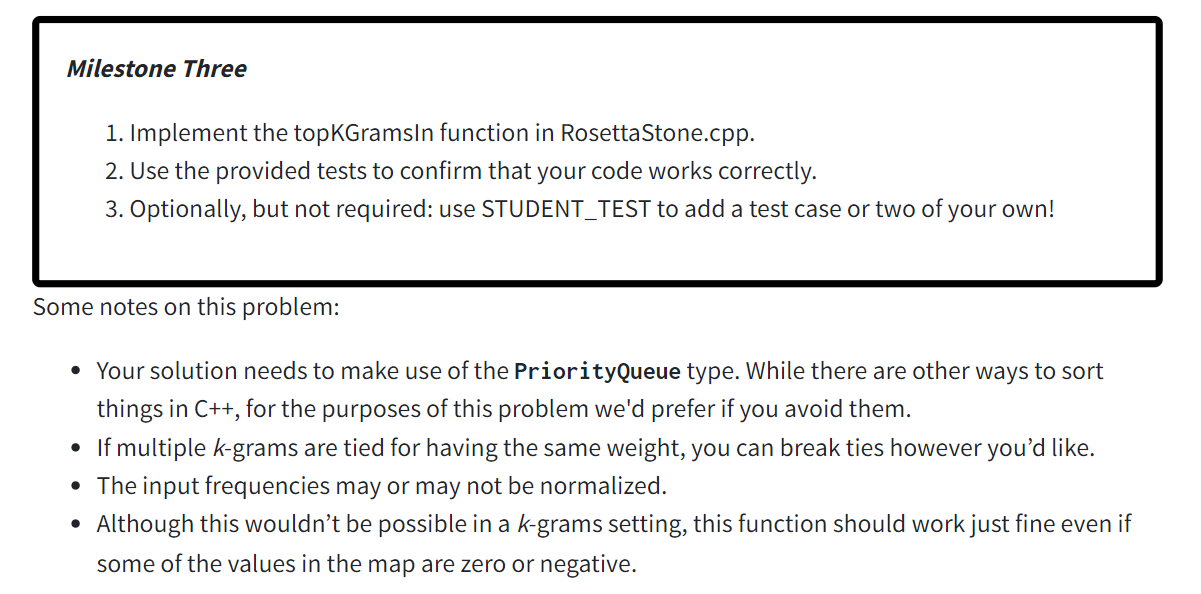 Milestone Three
1. Implement the topKGramsIn function in RosettaStone.cpp.
2. Use the provided tests to confirm that your code works correctly.
3. Optionally, but not required: use STUDENT_TEST to add a test case or two of your own!
Some notes on this problem:
• Your solution needs to make use of the PriorityQueue type. While there are other ways to sort
things in C++, for the purposes of this problem we'd prefer if you avoid them.
• If multiple k-grams are tied for having the same weight, you can break ties however you’d like.
• The input frequencies may or may not be normalized.
• Although this wouldn’t be possible in a k-grams setting, this function should work just fine even if
some of the values in the map are zero or negative.